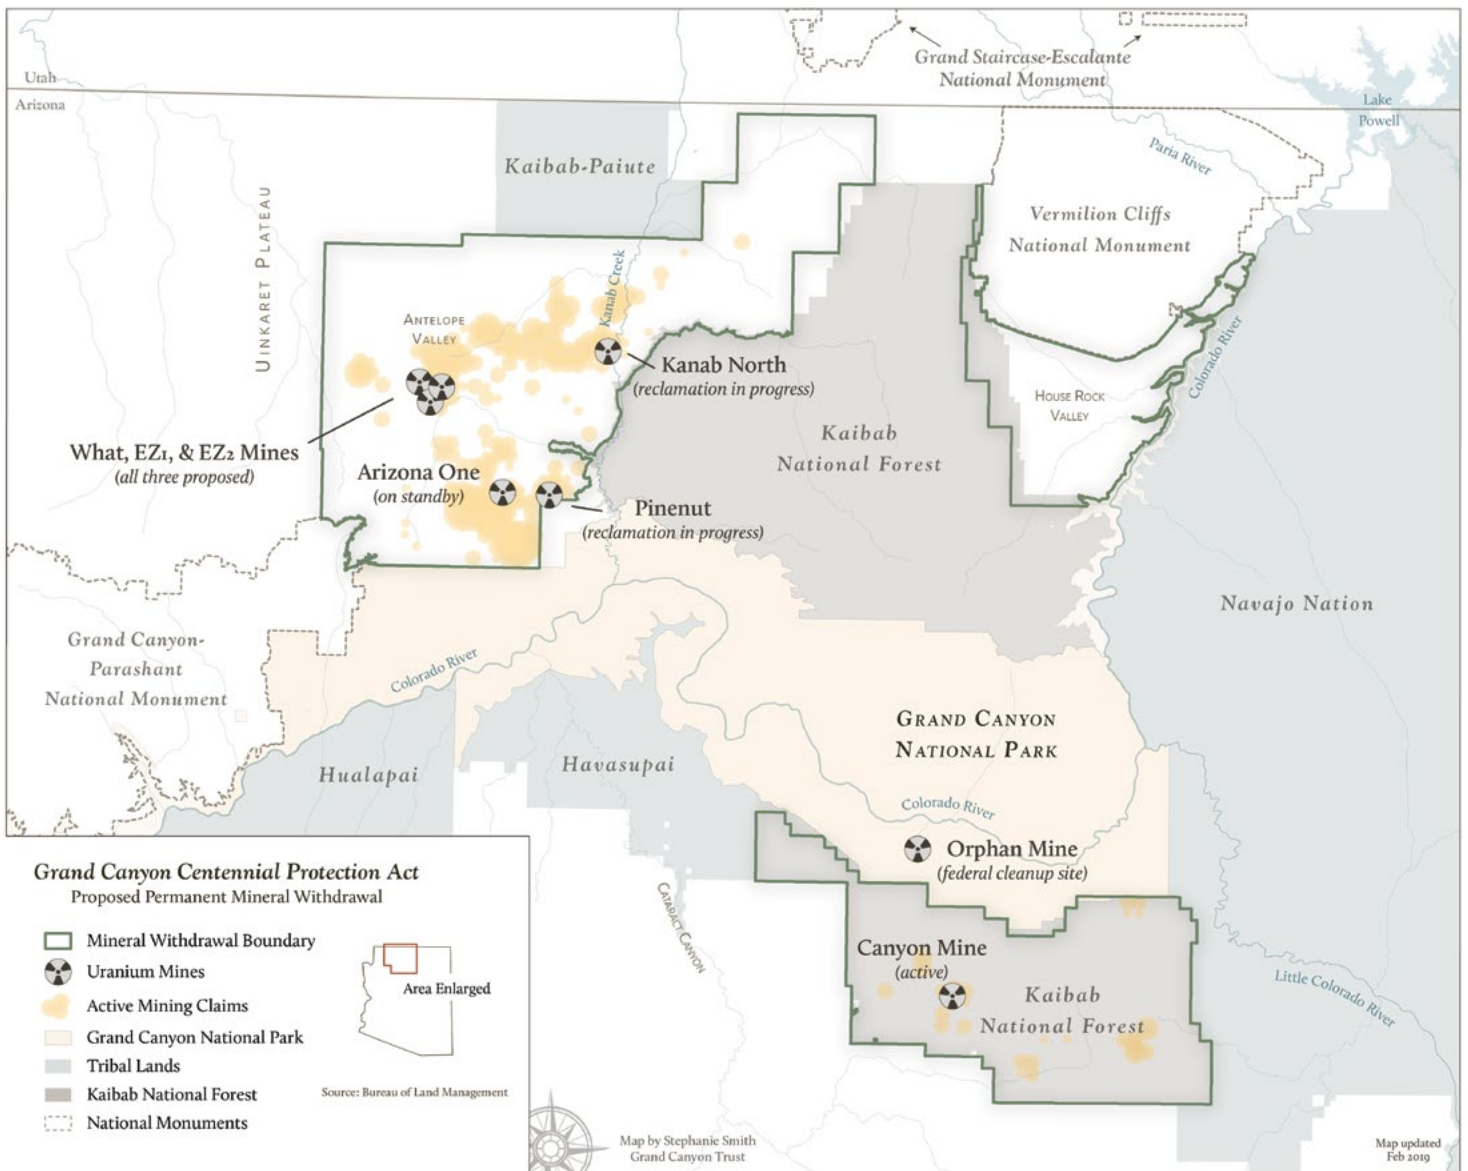 Grand Staircase-Escalante
National Monument
Utah
Arizona
Lake
Powell
Paria River
Kaibab-Paiute
Vermilion Cliffs
National Monument
UINKARET PLATEAU
Kanab Creek
ANTELOPE
VALLEY
Colorado River
Kanab North
(reclamation in progress)
HOUSE ROCK
VALLEY
Kaibab
National Forest
What, EZ1, & EZ2 Mines
(all three proposed)
Arizona One
(on standby)
Pinenut
(reclamation in progress)
Navajo Nation
Grand Canyon-
Parashant
National Monument
Colorado River
GRAND CANYON
NATIONAL PARK
Hualapai
Havasupai
Colorado River
Orphan Mine
(federal cleanup site)
CATARACT CANYON
Canyon Mine
(active)
Kaibab
National Forest
Little Colorado River
Grand Canyon Centennial Protection Act
Proposed Permanent Mineral Withdrawal
Mineral Withdrawal Boundary
Uranium Mines
Active Mining Claims
Grand Canyon National Park
Tribal Lands
Kaibab National Forest
National Monuments
Area Enlarged
Source: Bureau of Land Management
Map by Stephanie Smith
Grand Canyon Trust
Map updated
Feb 2019